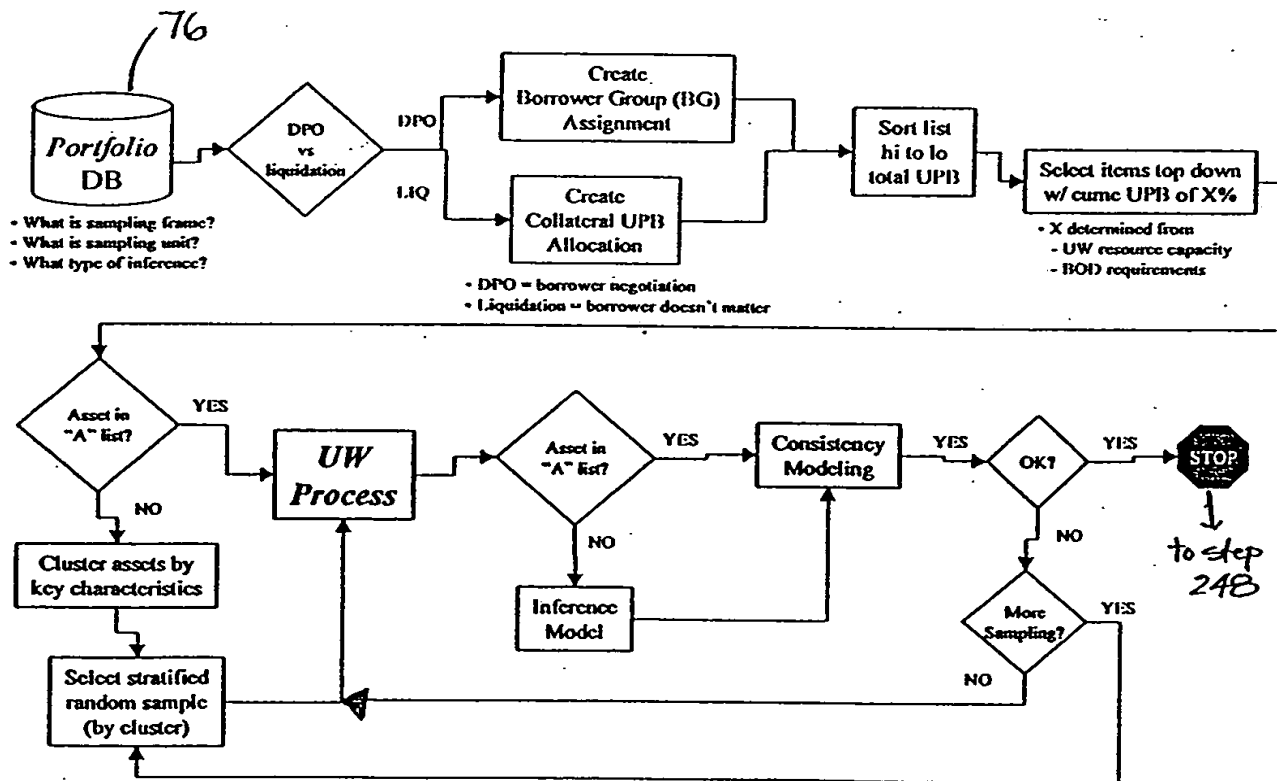 76
Portfolio
DB
• What is sampling frame?
• What is sampling unit?
• What type of inference?
DPO
vs
liquidation
DPO
LIQ
Create
Borrower Group (BG)
Assignment
Create
Collateral UPB
Allocation
• DPO = borrower negotiation
• Liquidation = borrower doesn't matter
Sort list
hi to lo
total UPB
Select items top down
w/ cume UPB of X%
• X determined from
- UW resource capacity
- BOD requirements
Asset in
"A" list?
YES
NO
Cluster assets by
key characteristics
Select stratified
random sample
(by cluster)
UW
Process
Asset in
"A" list?
YES
NO
Inference
Model
Consistency
Modeling
YES
OK?
YES
STOP
to step
248
NO
More
Sampling?
YES
NO